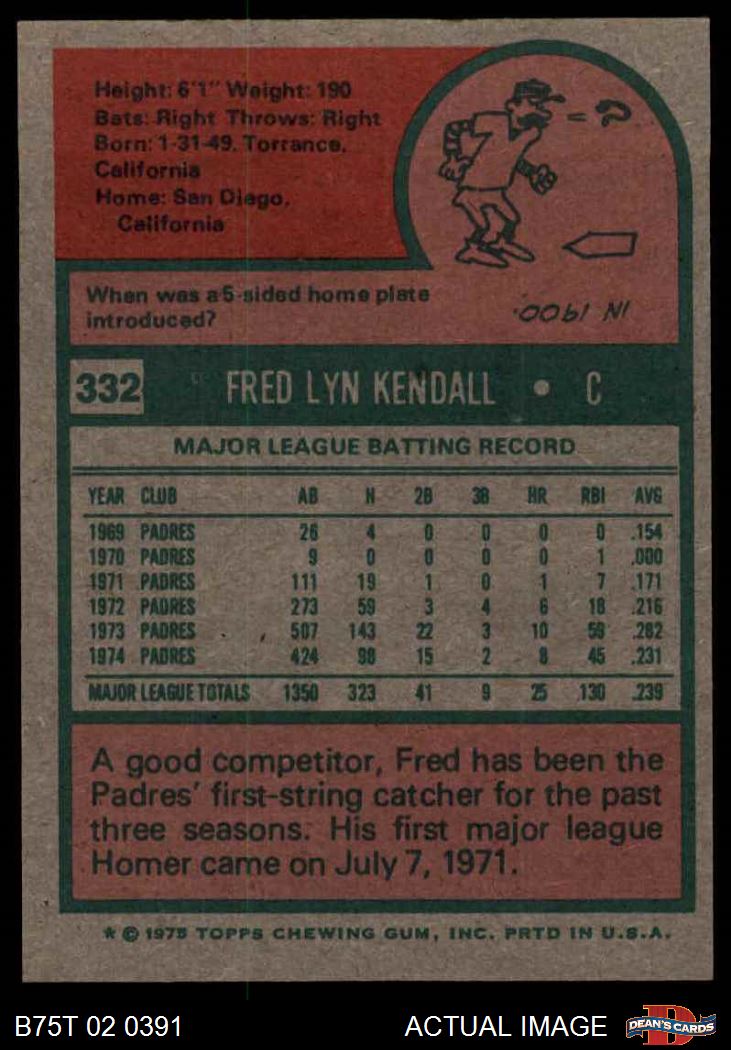 Height: 6'1" Weight: 190
Bats: Right Throws: Right
Born: 1-31-49, Torrance,
California
Home: San Diego,
California
= ?
When was a 5-sided home plate
introduced?
IN 1900.
332 FRED LYN KENDALL • C
MAJOR LEAGUE BATTING RECORD
YEAR CLUB AB H 2B 3B HR RBI AVG
1969 PADRES 26 4 0 0 0 0 .154
1970 PADRES 9 0 0 0 0 1 .000
1971 PADRES 111 19 1 0 1 7 .171
1972 PADRES 273 59 3 4 6 18 .216
1973 PADRES 507 143 22 3 10 59 .282
1974 PADRES 424 98 15 2 8 45 .231
MAJOR LEAGUE TOTALS 1350 323 41 9 25 130 .239
A good competitor, Fred has been the
Padres' first-string catcher for the past
three seasons. His first major league
Homer came on July 7, 1971.
* © 1975 TOPPS CHEWING GUM, INC. PRTD IN U.S.A.
B75T 02 0391 ACTUAL IMAGE D DEAN'S CARDS